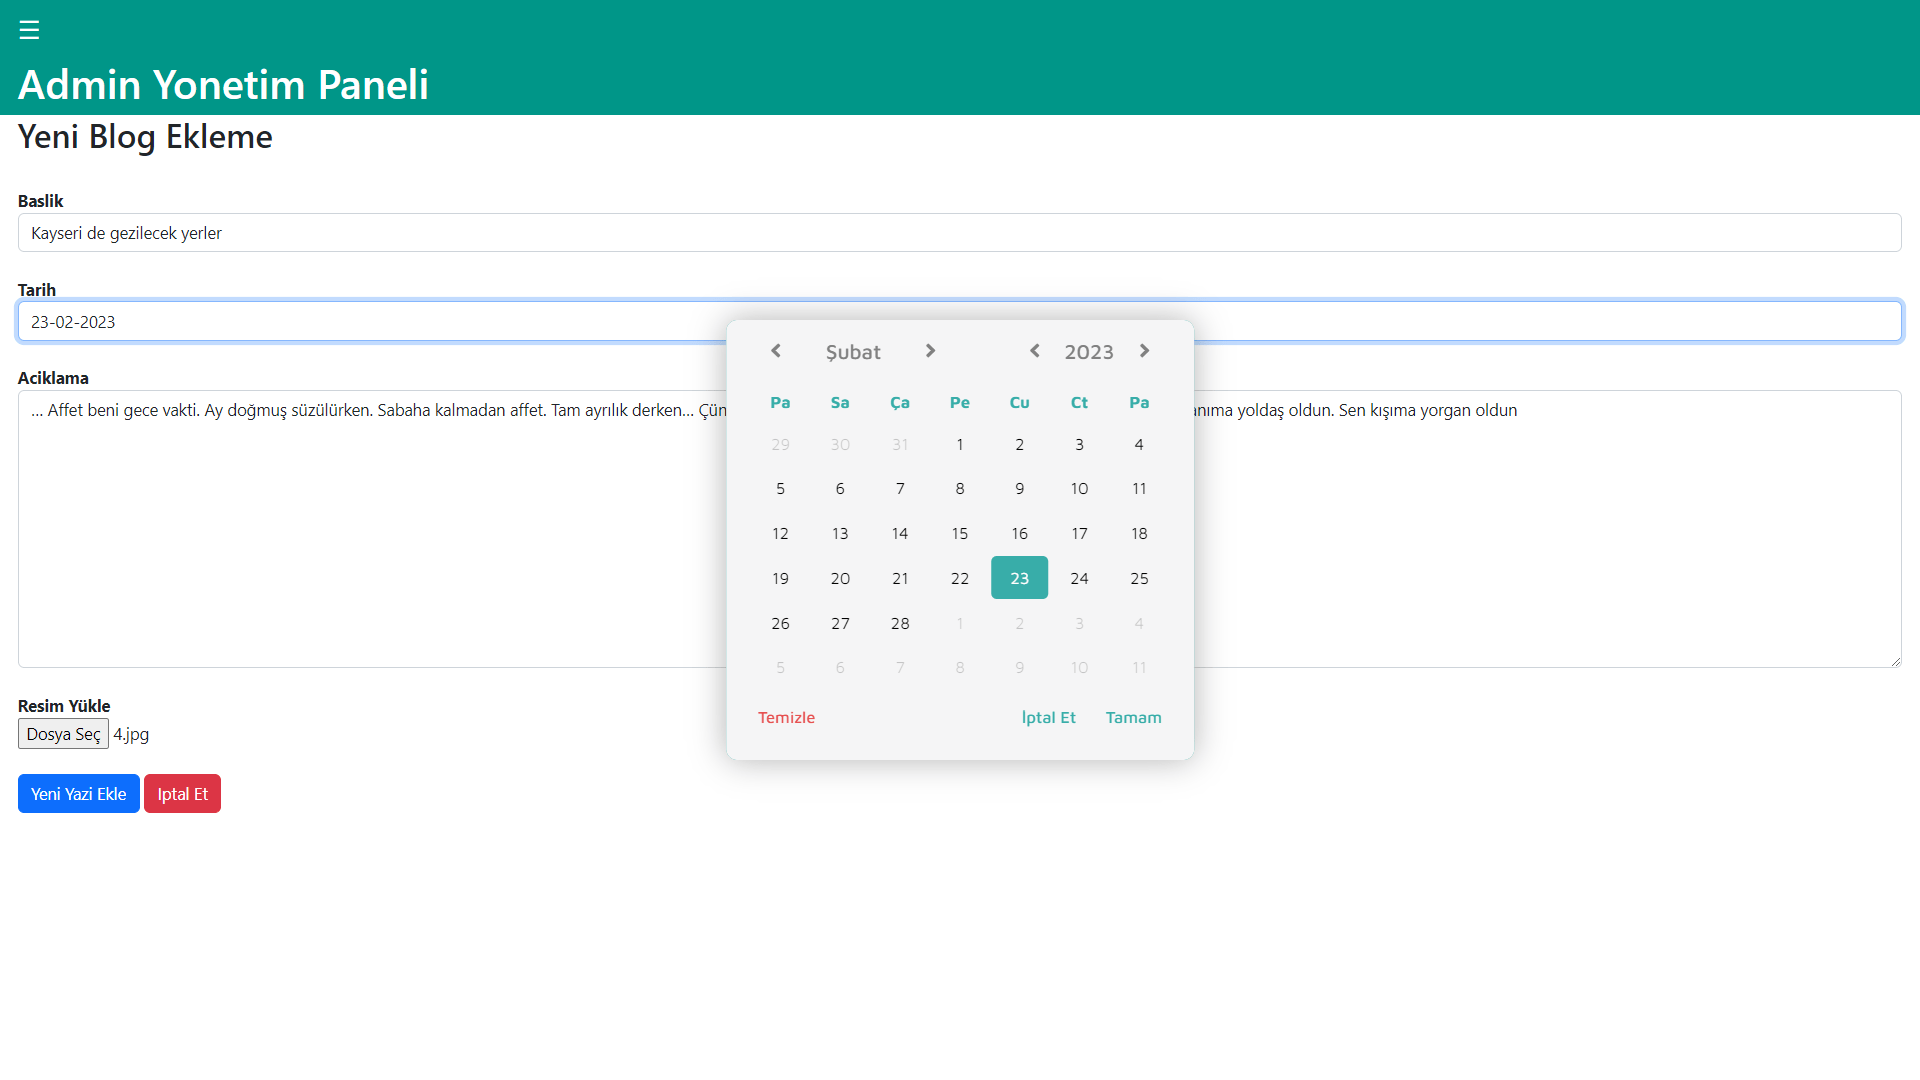 ☰
Admin Yonetim Paneli
Yeni Blog Ekleme
Baslik
Kayseri de gezilecek yerler
Tarih
23-02-2023
Şubat 2023
Pa Sa Ça Pe Cu Ct Pa
29 30 31 1 2 3 4
5 6 7 8 9 10 11
12 13 14 15 16 17 18
19 20 21 22 23 24 25
26 27 28 1 2 3 4
5 6 7 8 9 10 11
Temizle İptal Et Tamam
Aciklama
... Affet beni gece vakti. Ay doğmuş süzülürken. Sabaha kalmadan affet. Tam ayrılık derken... yoldaş oldun. Sen kışıma yorgan oldun
Resim Yükle
Dosya Seç 4.jpg
Yeni Yazi Ekle Iptal Et